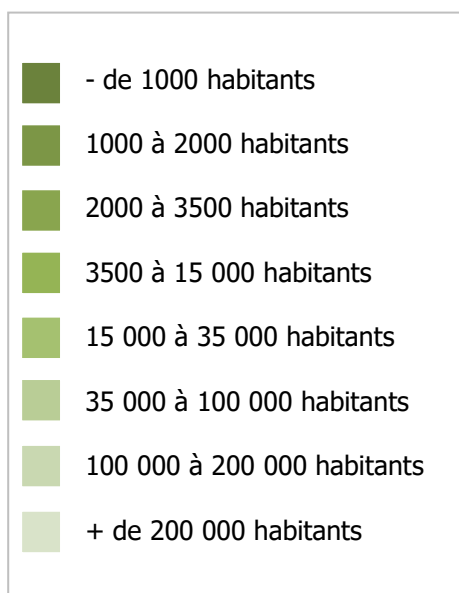 - de 1000 habitants
1000 à 2000 habitants
2000 à 3500 habitants
3500 à 15 000 habitants
15 000 à 35 000 habitants
35 000 à 100 000 habitants
100 000 à 200 000 habitants
+ de 200 000 habitants